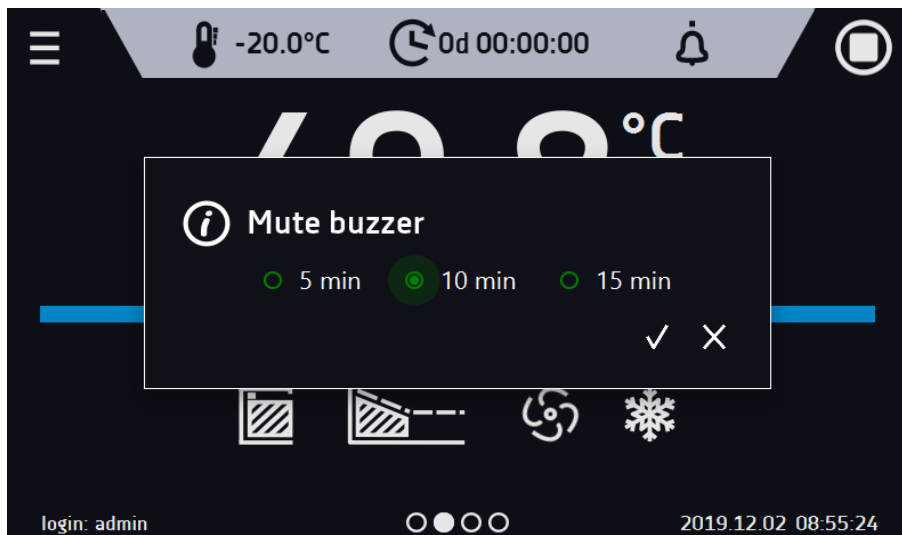 -20.0°C
0d 00:00:00
°C
Mute buzzer
5 min
10 min
15 min
login: admin
2019.12.02 08:55:24